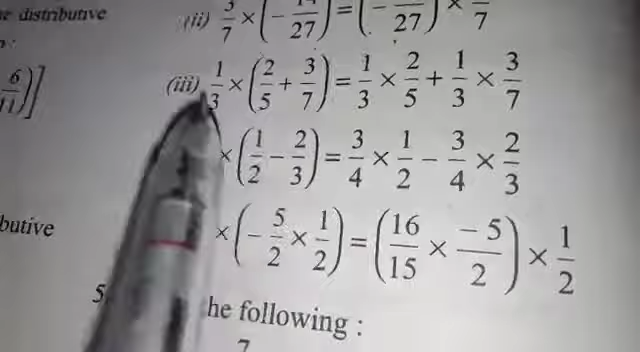 e distributive
(ii) 3/7 × (− 14/27) = (− /27) × /7
6
(iii) 1/3 × (2/5 + 3/7) = 1/3 × 2/5 + 1/3 × 3/7
× (1/2 − 2/3) = 3/4 × 1/2 − 3/4 × 2/3
butive
× (− 5/2 × 1/2) = (16/15 × −5/2) × 1/2
5
he following :
7